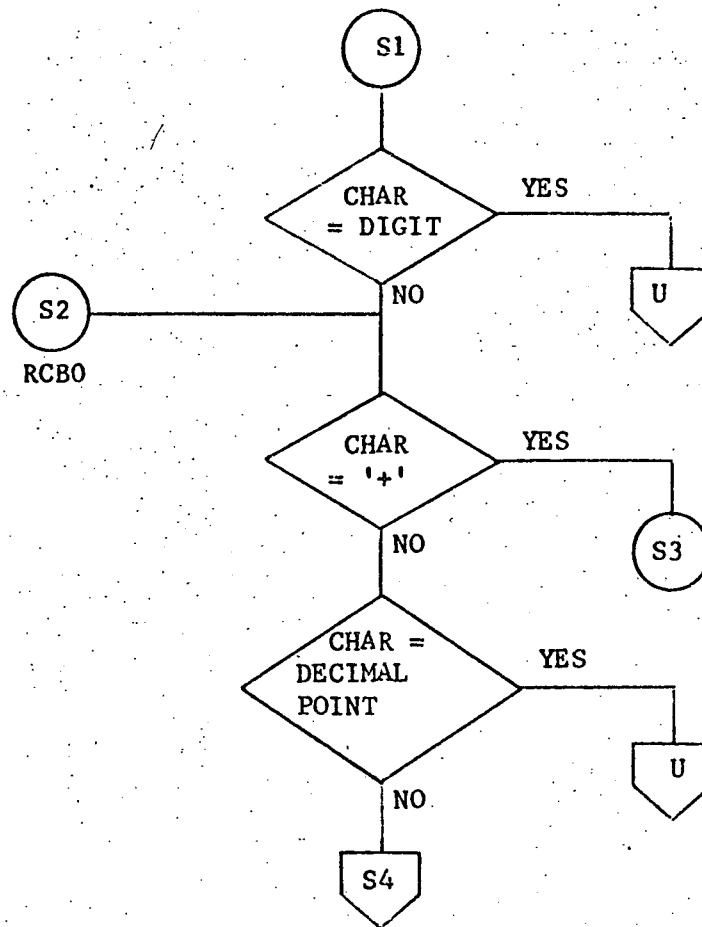 S1
CHAR
= DIGIT
YES
U
NO
S2
RCBO
CHAR
= '+'
YES
S3
NO
CHAR =
DECIMAL
POINT
YES
U
NO
S4